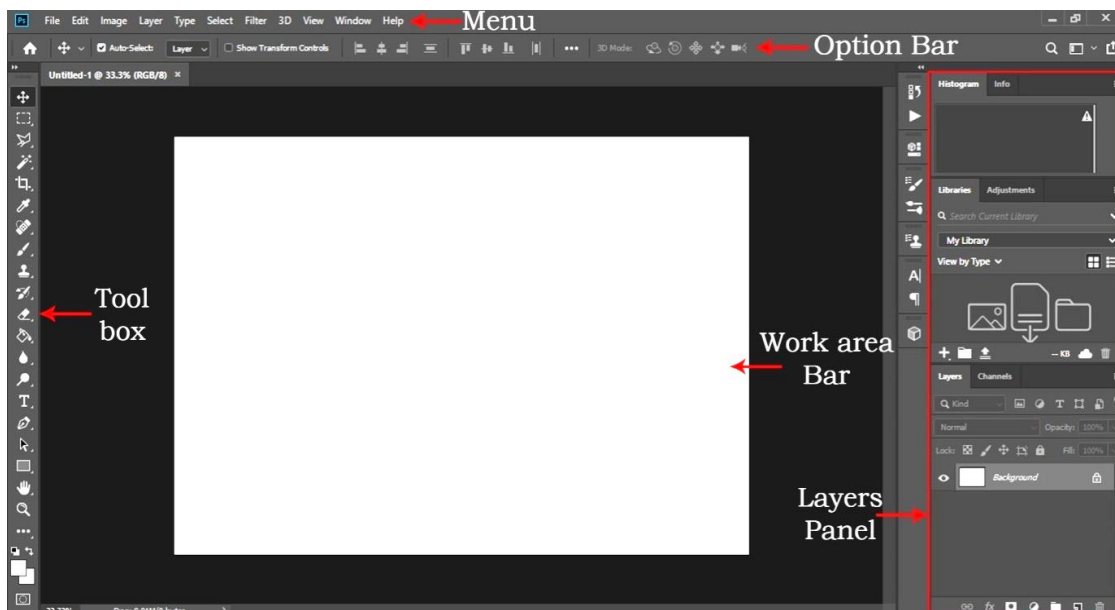 Ps File Edit Image Layer Type Select Filter 3D View Window Help Menu
Auto-Select: Layer Show Transform Controls 3D Mode: Option Bar
Untitled-1 @ 33.3% (RGB/8) ×
Histogram Info
Libraries Adjustments
Search Current Library
My Library
View by Type
Tool
box
Work area
Bar
– KB
Layers Channels
Kind
Normal Opacity: 100%
Lock: Fill: 100%
Background
Layers
Panel
fx